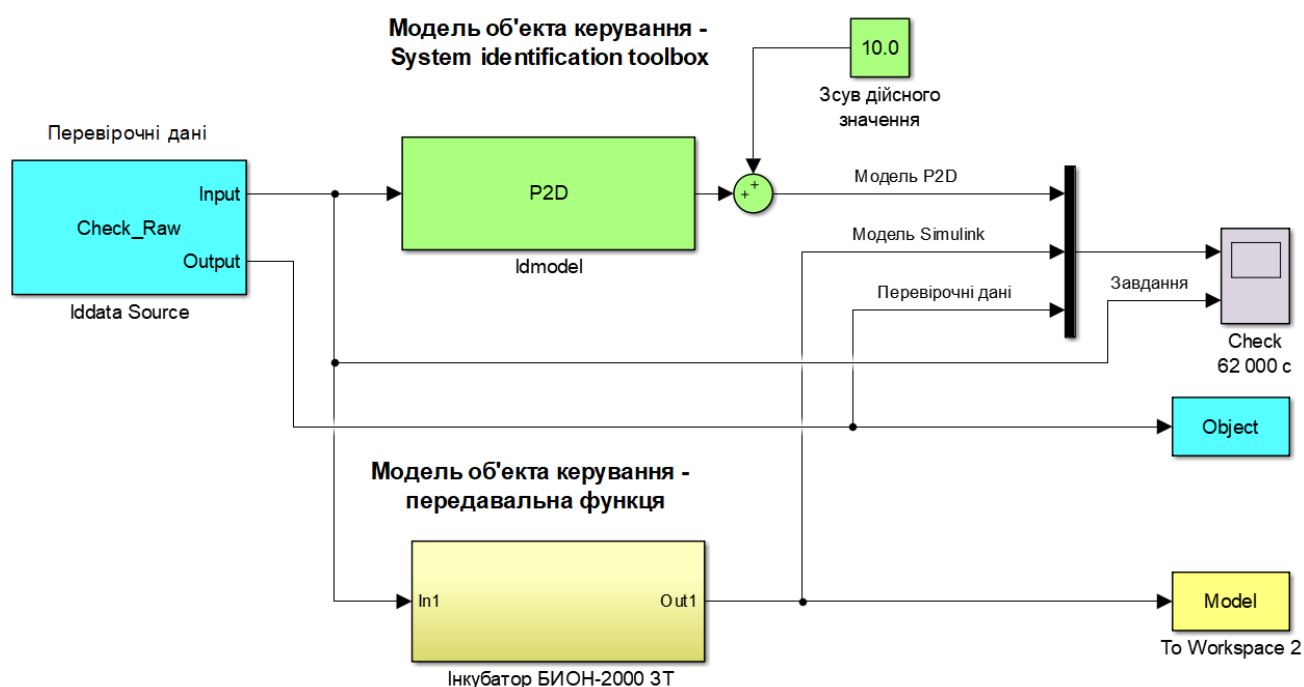 Модель об'екта керування -
System identification toolbox
10.0
Зсув дійсного
значення
Перевірочні дані
Input
Check_Raw
Output
Iddata Source
P2D
Idmodel
Модель P2D
Модель Simulink
Перевірочні дані
Завдання
Check
62 000 c
Object
Модель об'екта керування -
передавальна функця
In1
Out1
Інкубатор БИОН-2000 3Т
Model
To Workspace 2